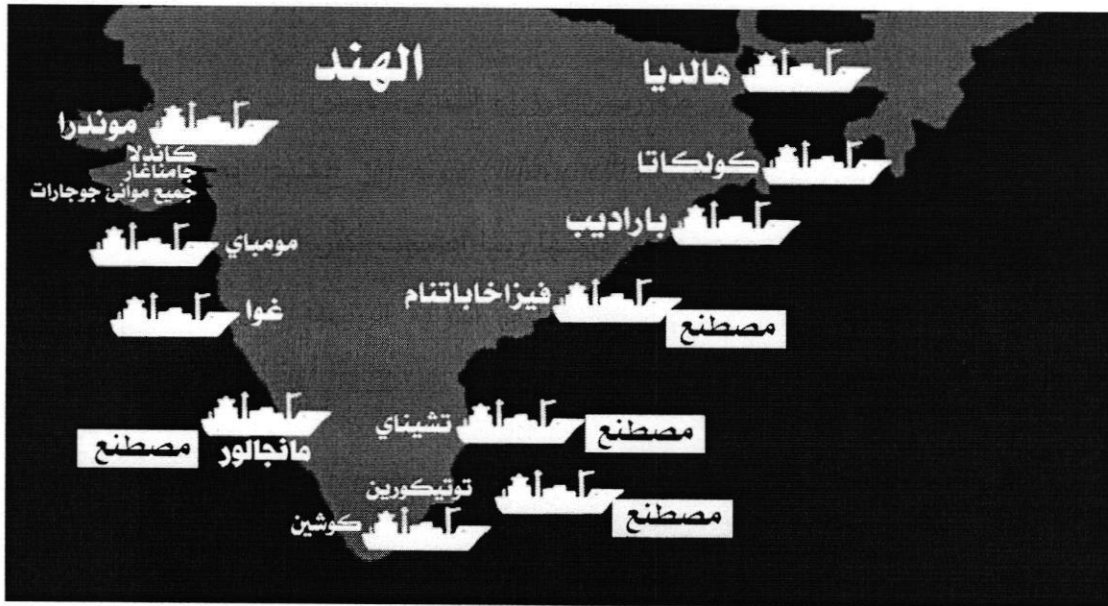 الهند
هالديا
موندرا
كاندلا
جامناغار
جميع موانئ جوجارات
كولكاتا
باراديب
مومباي
فيزاخاباتنام
غوا
مصطنع
تشيناي
مصطنع
مانجالور
مصطنع
توتيكورين
مصطنع
كوشين